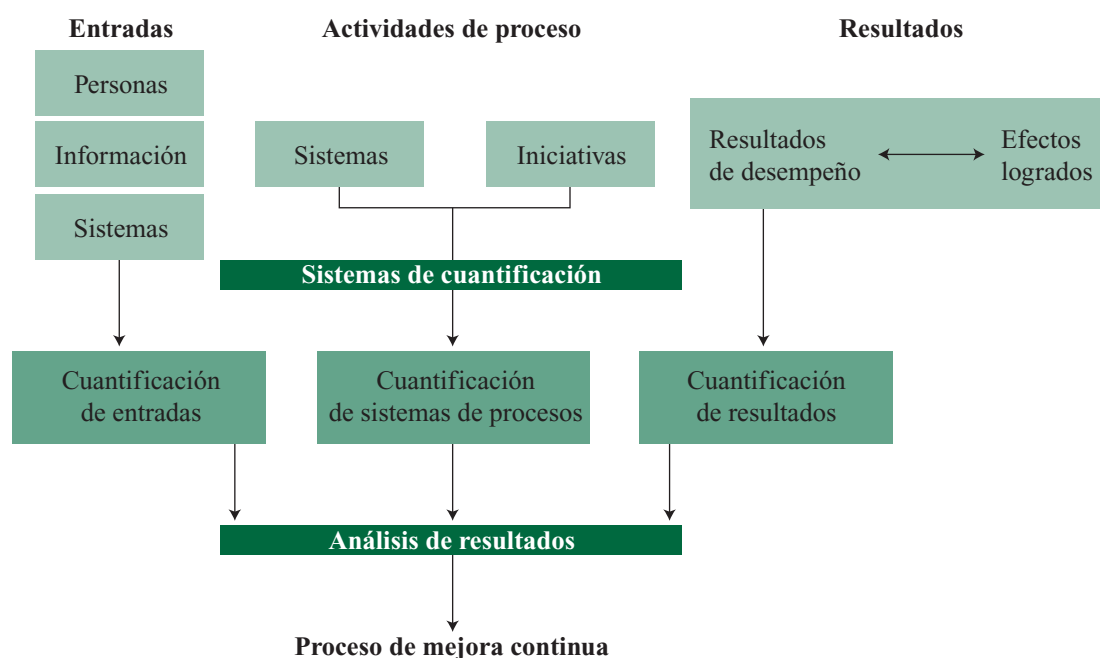 Entradas
Actividades de proceso
Resultados
Personas
Información
Sistemas
Sistemas
Iniciativas
Resultados
de desempeño
Efectos
logrados
Sistemas de cuantificación
Cuantificación
de entradas
Cuantificación
de sistemas de procesos
Cuantificación
de resultados
Análisis de resultados
Proceso de mejora continua